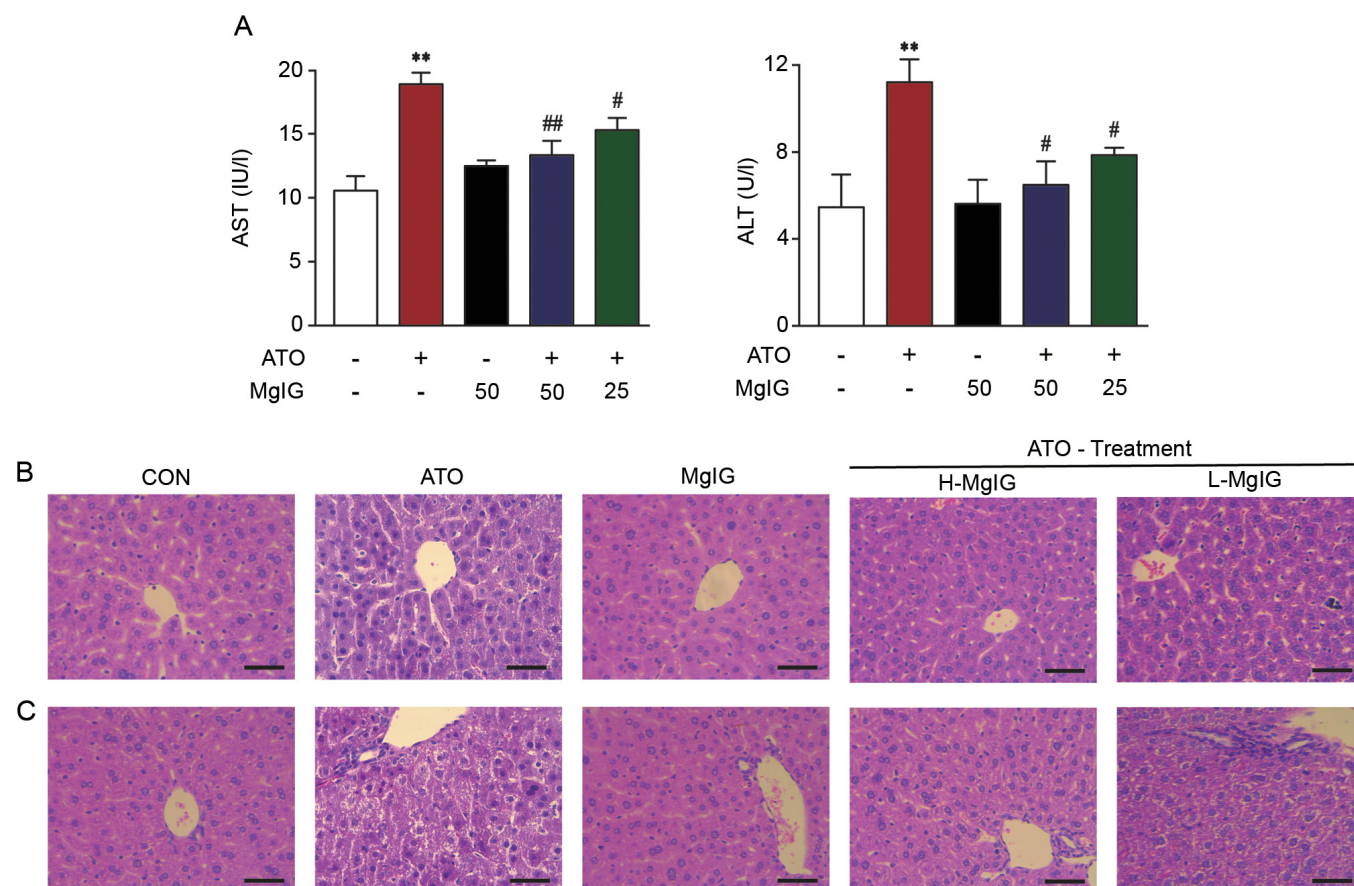 A
AST (IU/l)
20
15
10
5
0
**
##
#
ATO - + - + +
MgIG - - 50 50 25
ALT (U/l)
12
8
4
0
**
#
#
ATO - + - + +
MgIG - - 50 50 25
ATO - Treatment
B CON ATO MgIG H-MgIG L-MgIG
C